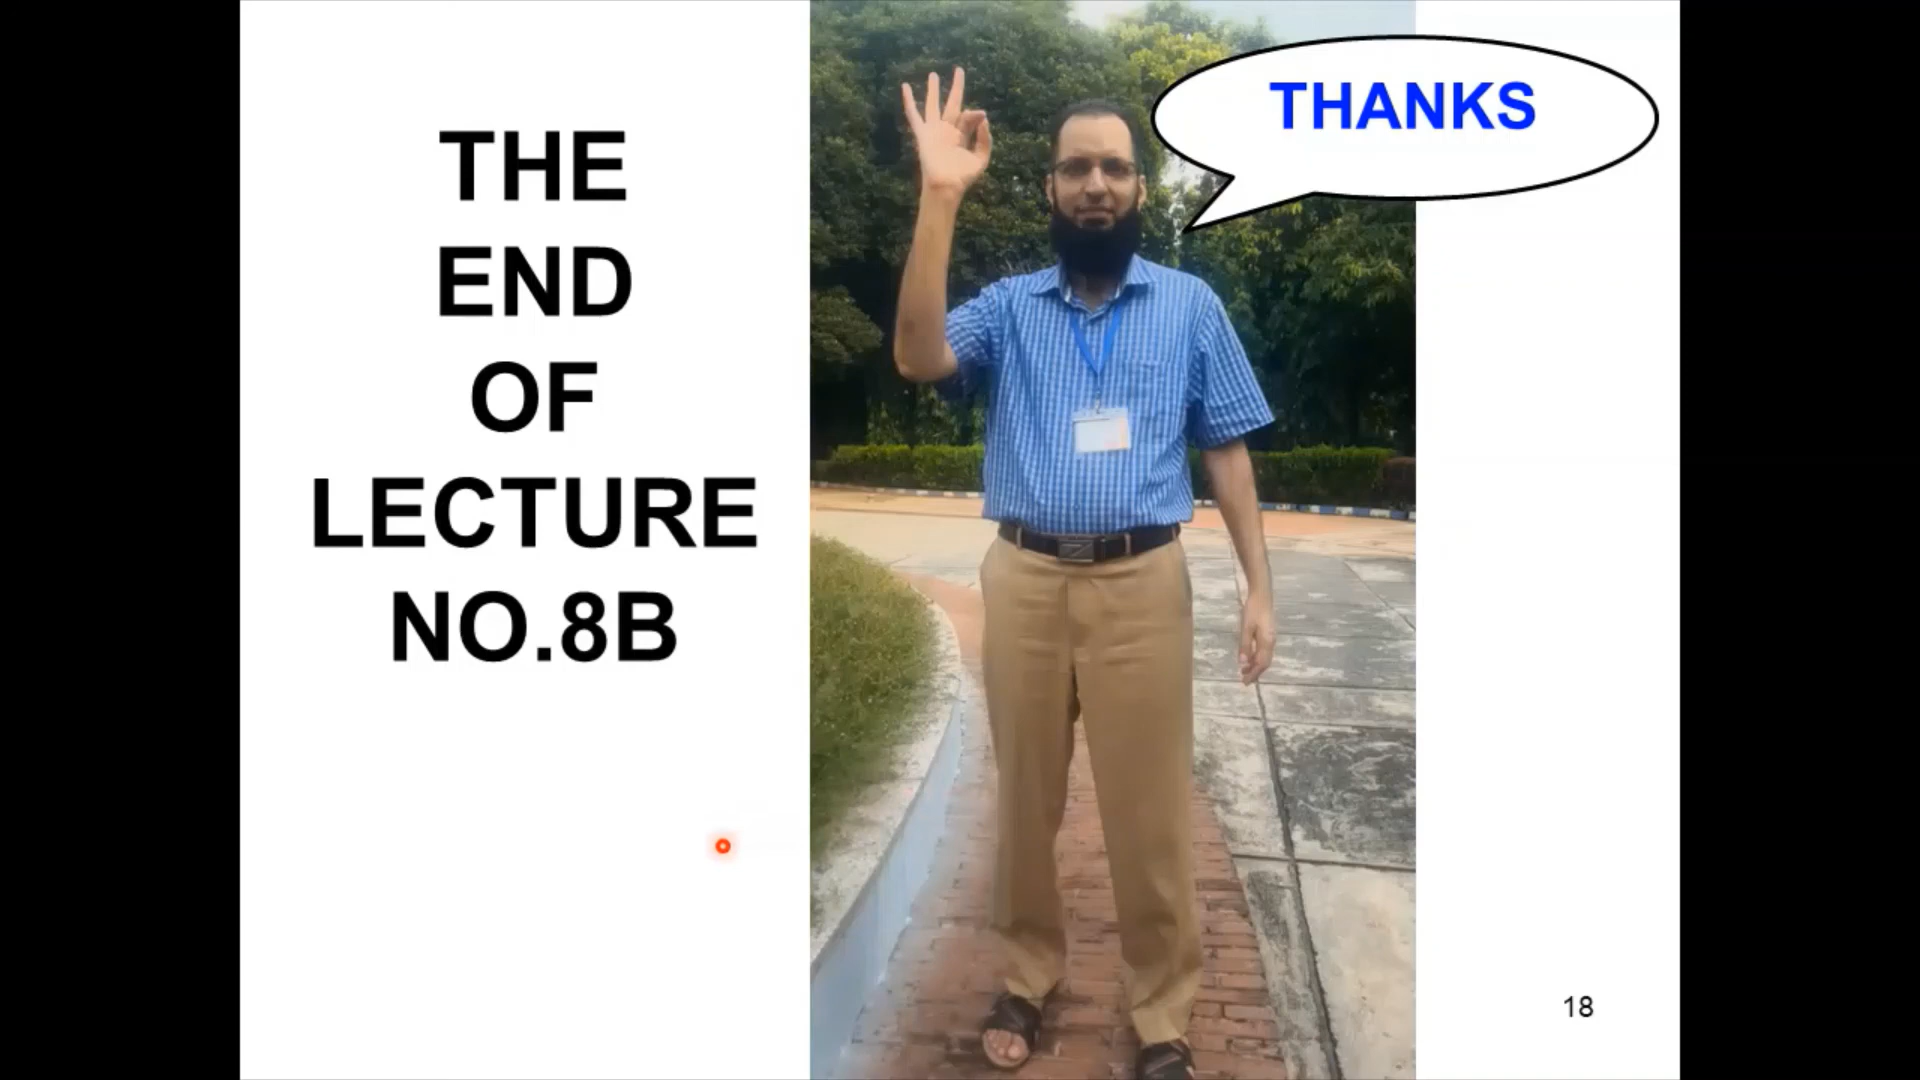 THE
END
OF
LECTURE
NO.8B
THANKS
18